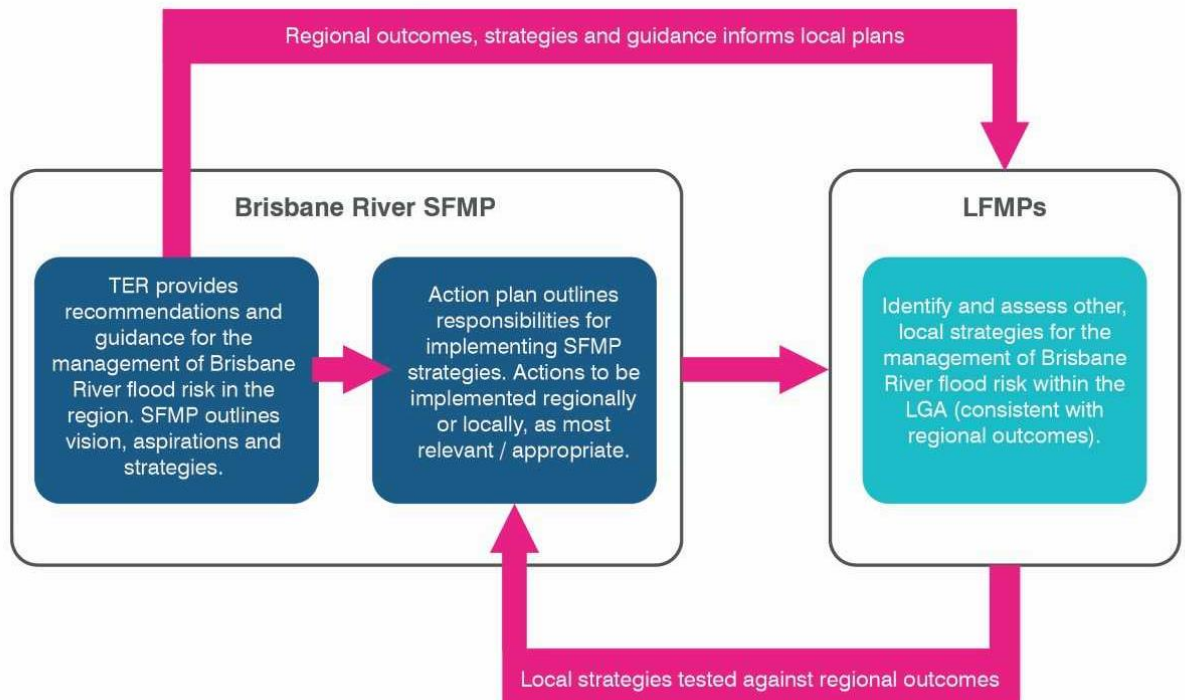 Regional outcomes, strategies and guidance informs local plans
Brisbane River SFMP
TER provides
recommendations and
guidance for the
management of Brisbane
River flood risk in the
region. SFMP outlines
vision, aspirations and
strategies.
Action plan outlines
responsibilities for
implementing SFMP
strategies. Actions to be
implemented regionally
or locally, as most
relevant / appropriate.
LFMPs
Identify and assess other,
local strategies for the
management of Brisbane
River flood risk within the
LGA (consistent with
regional outcomes).
Local strategies tested against regional outcomes